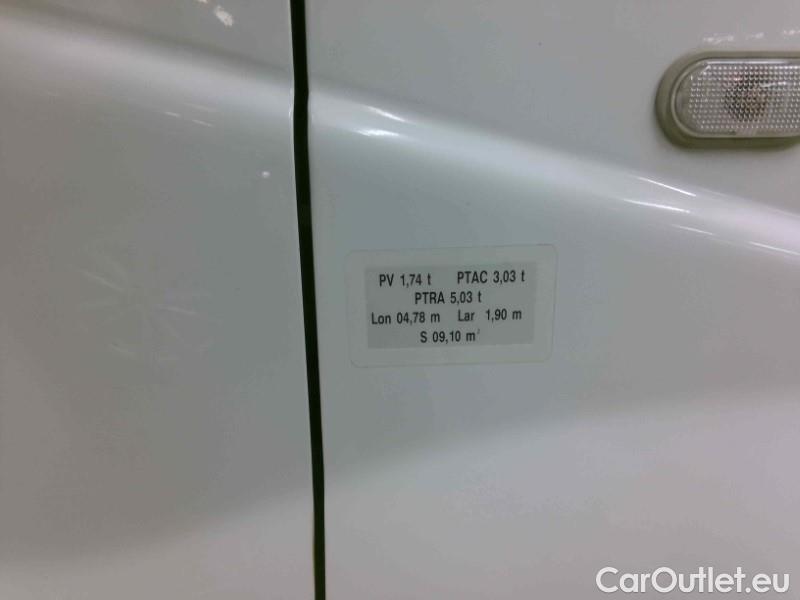 PV 1,74 t PTAC 3,03 t
PTRA 5,03 t
Lon 04,78 m Lar 1,90 m
S 09,10 m²
CarOutlet.eu